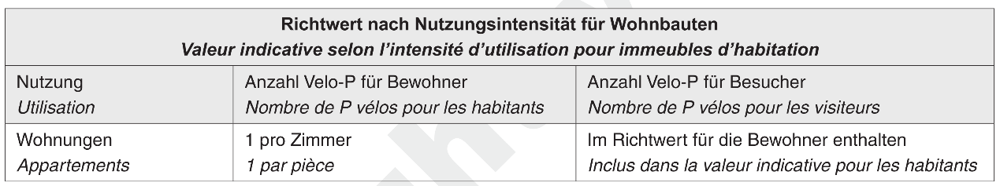 Richtwert nach Nutzungsintensität für Wohnbauten
Valeur indicative selon l'intensité d'utilisation pour immeubles d'habitation
Nutzung
Utilisation
Anzahl Velo-P für Bewohner
Nombre de P vélos pour les habitants
Anzahl Velo-P für Besucher
Nombre de P vélos pour les visiteurs
Wohnungen
Appartements
1 pro Zimmer
1 par pièce
Im Richtwert für die Bewohner enthalten
Inclus dans la valeur indicative pour les habitants